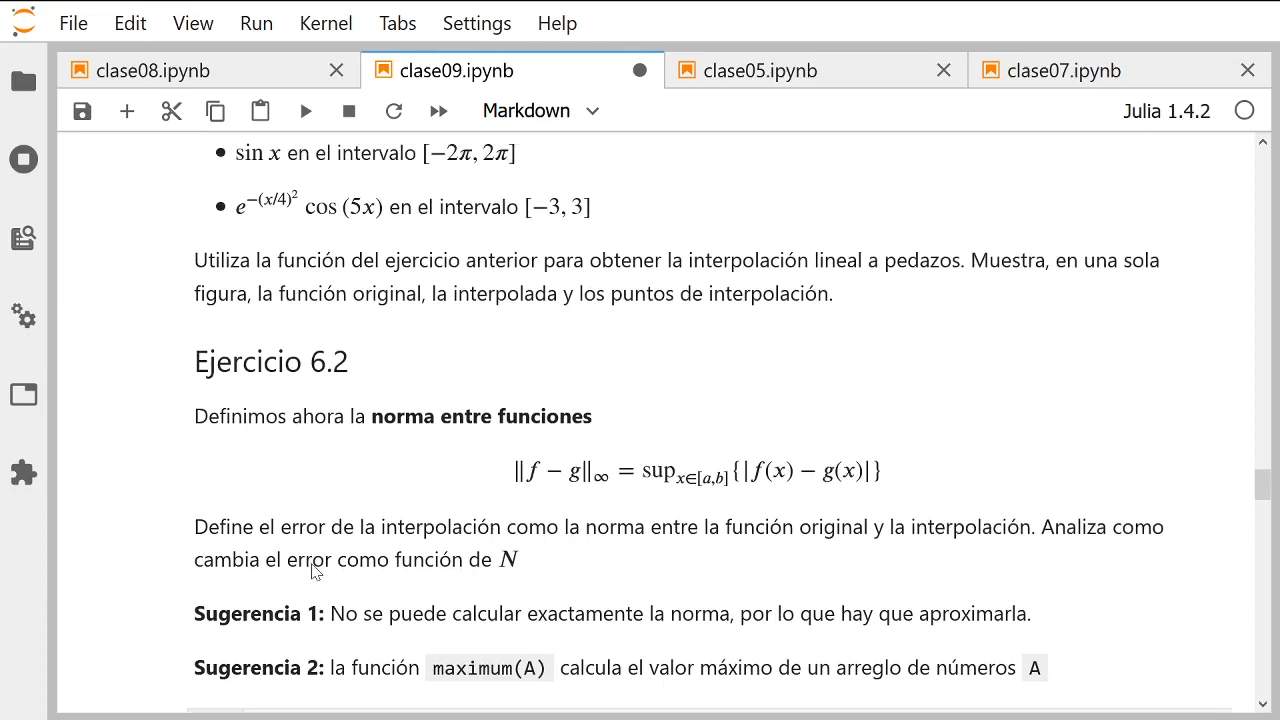 File Edit View Run Kernel Tabs Settings Help
clase08.ipynb clase09.ipynb clase05.ipynb clase07.ipynb
Markdown Julia 1.4.2
• sin x en el intervalo [−2π, 2π]
• e^{−(x/4)^2} cos (5x) en el intervalo [−3, 3]
Utiliza la función del ejercicio anterior para obtener la interpolación lineal a pedazos. Muestra, en una sola
figura, la función original, la interpolada y los puntos de interpolación.
Ejercicio 6.2
Definimos ahora la norma entre funciones
‖f − g‖_∞ = sup_{x∈[a,b]}{|f(x) − g(x)|}
Define el error de la interpolación como la norma entre la función original y la interpolación. Analiza como
cambia el error como función de N
Sugerencia 1: No se puede calcular exactamente la norma, por lo que hay que aproximarla.
Sugerencia 2: la función maximum(A) calcula el valor máximo de un arreglo de números A